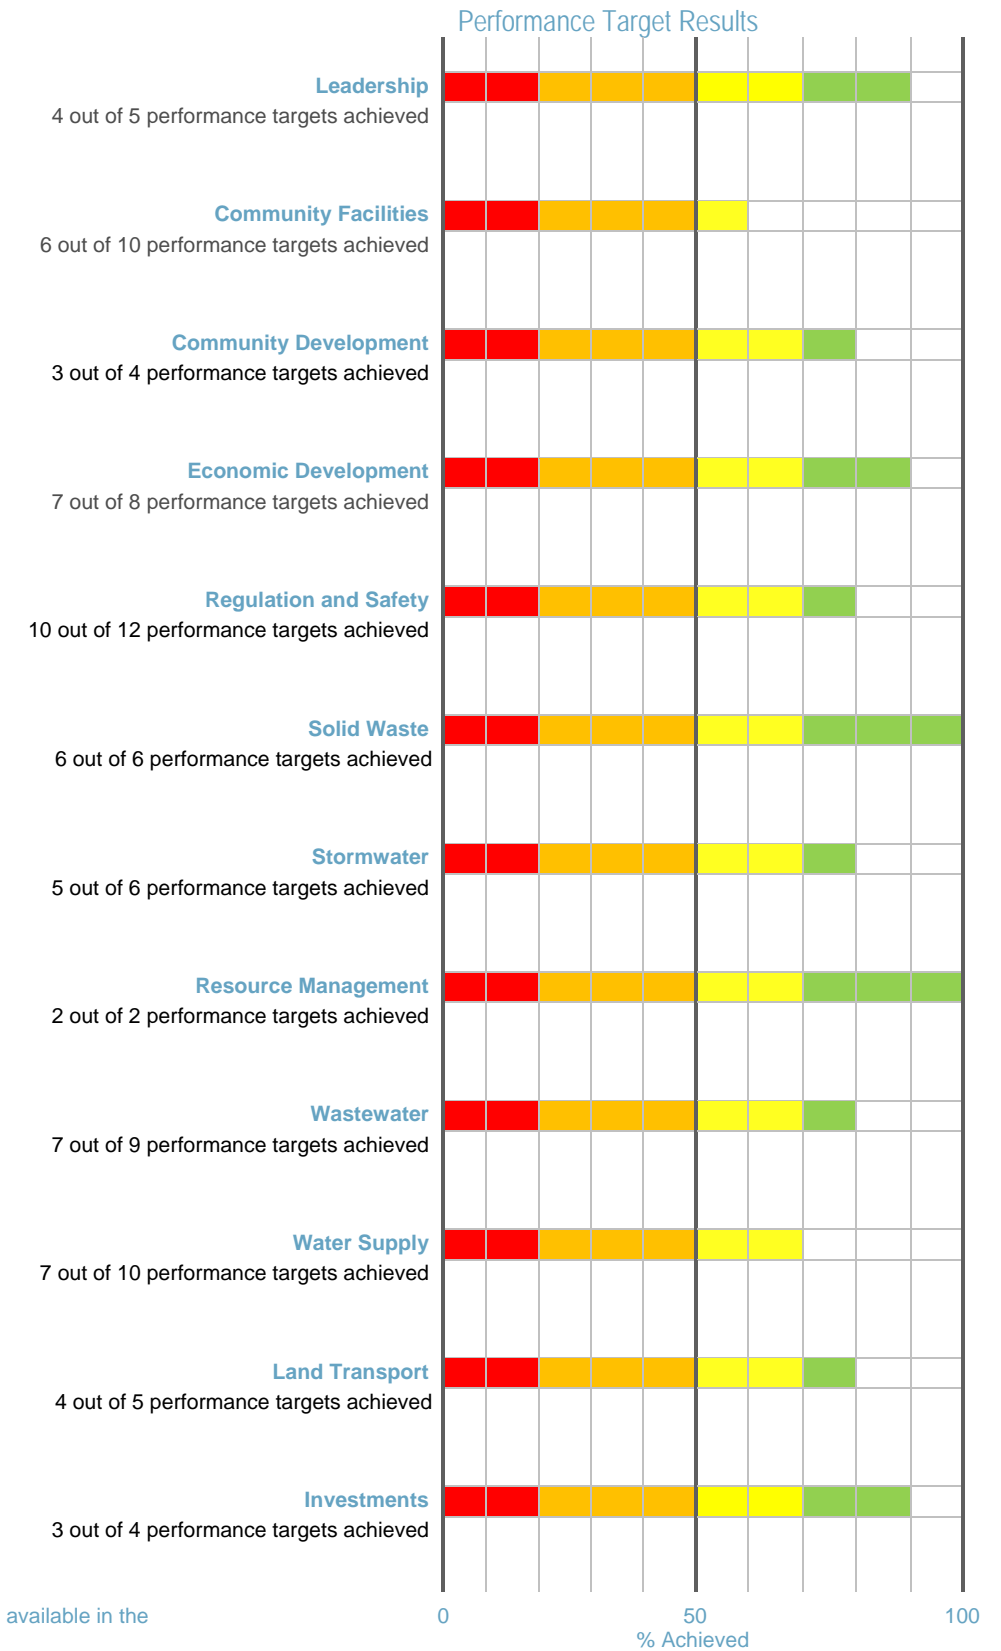 Performance Target Results
Leadership
4 out of 5 performance targets achieved
Community Facilities
6 out of 10 performance targets achieved
Community Development
3 out of 4 performance targets achieved
Economic Development
7 out of 8 performance targets achieved
Regulation and Safety
10 out of 12 performance targets achieved
Solid Waste
6 out of 6 performance targets achieved
Stormwater
5 out of 6 performance targets achieved
Resource Management
2 out of 2 performance targets achieved
Wastewater
7 out of 9 performance targets achieved
Water Supply
7 out of 10 performance targets achieved
Land Transport
4 out of 5 performance targets achieved
Investments
3 out of 4 performance targets achieved
available in the 0 50 100
% Achieved